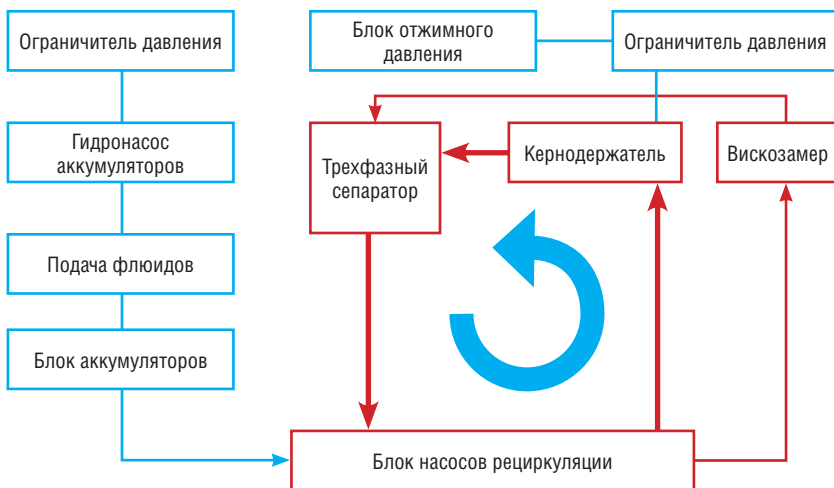 Ограничитель давления
Блок отжимного
давления
Ограничитель давления
Гидронасос
аккумуляторов
Трехфазный
сепаратор
Кернодержатель
Вискозамер
Подача флюидов
Блок аккумуляторов
Блок насосов рециркуляции